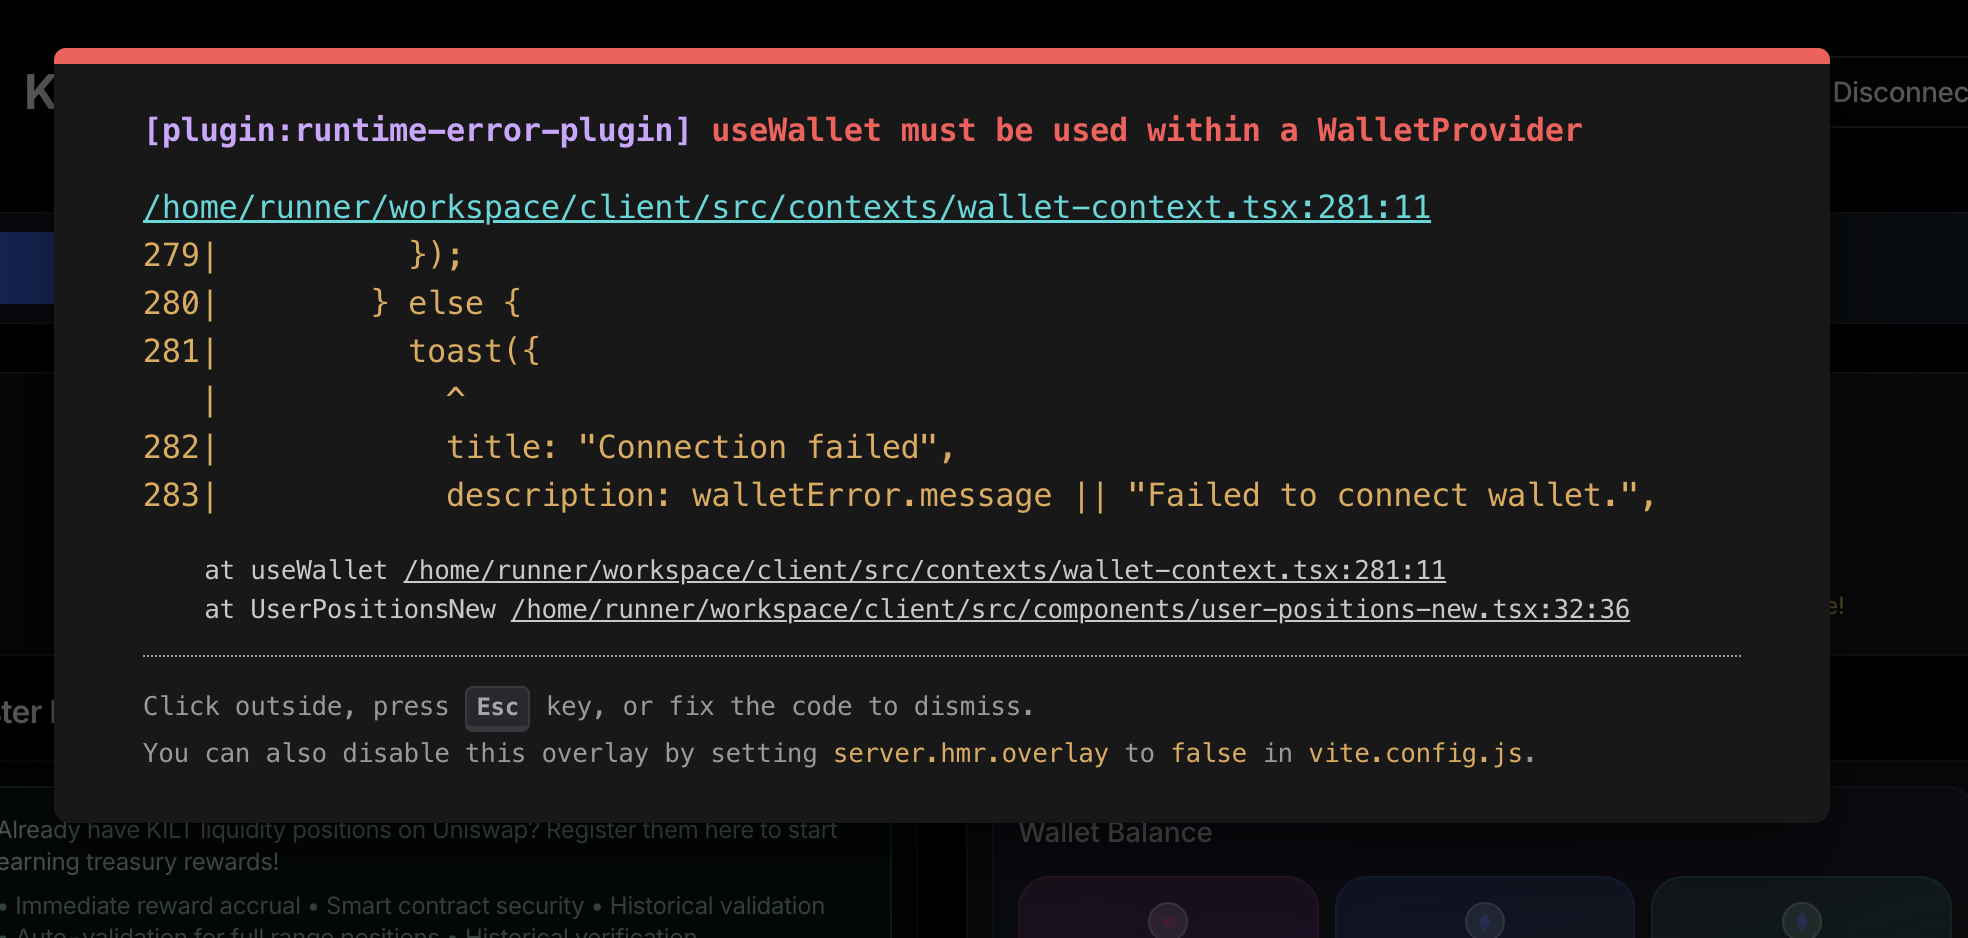 K
Disconnec
[plugin:runtime-error-plugin] useWallet must be used within a WalletProvider
/home/runner/workspace/client/src/contexts/wallet-context.tsx:281:11
279|          });
280|        } else {
281|          toast({
   |            ^
282|            title: "Connection failed",
283|            description: walletError.message || "Failed to connect wallet.",
at useWallet /home/runner/workspace/client/src/contexts/wallet-context.tsx:281:11
at UserPositionsNew /home/runner/workspace/client/src/components/user-positions-new.tsx:32:36
e!
Click outside, press Esc key, or fix the code to dismiss.
ster
You can also disable this overlay by setting server.hmr.overlay to false in vite.config.js.
Already have KILT liquidity positions on Uniswap? Register them here to start
earning treasury rewards!
• Immediate reward accrual • Smart contract security • Historical validation
• Auto-validation for full range positions • Historical verification
Wallet Balance